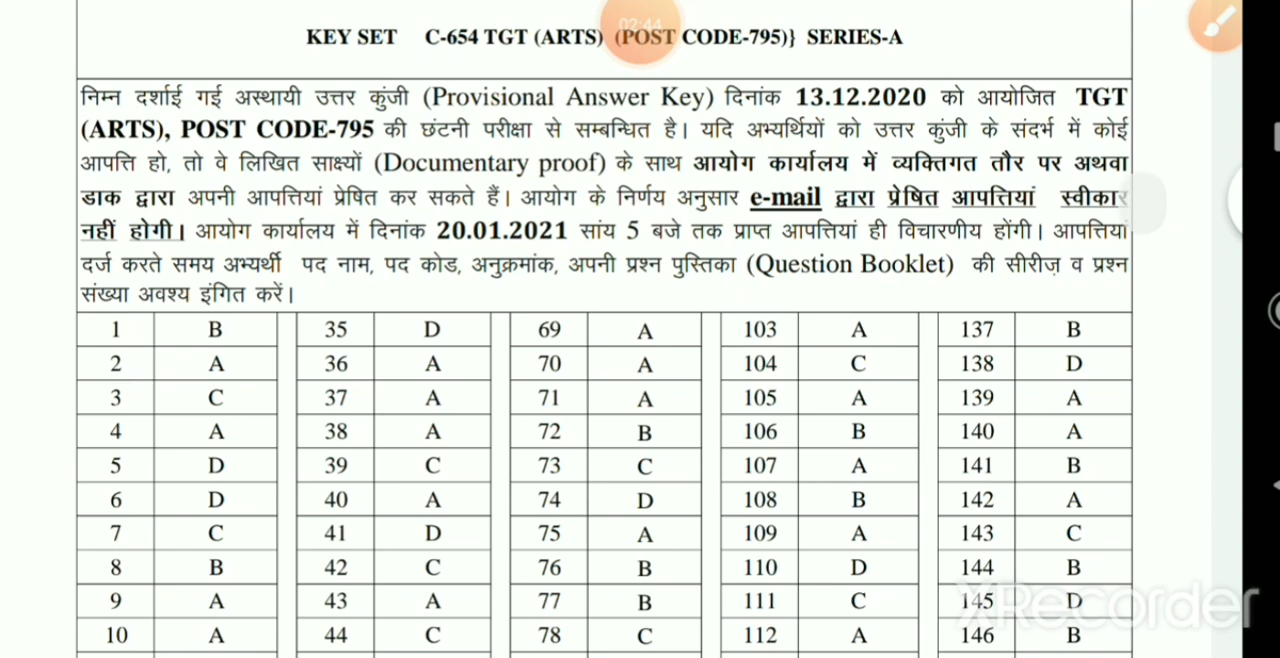 02:44
KEY SET C-654 TGT (ARTS) (POST CODE-795)} SERIES-A
निम्न दर्शाई गई अस्थायी उत्तर कुंजी (Provisional Answer Key) दिनांक 13.12.2020 को आयोजित TGT
(ARTS), POST CODE-795 की छंटनी परीक्षा से सम्बन्धित है। यदि अभ्यर्थियों को उत्तर कुंजी के संदर्भ में कोई
आपत्ति हो, तो वे लिखित साक्ष्यों (Documentary proof) के साथ आयोग कार्यालय में व्यक्तिगत तौर पर अथवा
डाक द्वारा अपनी आपत्तियां प्रेषित कर सकते हैं। आयोग के निर्णय अनुसार e-mail द्वारा प्रेषित आपत्तियां स्वीकार
नहीं होगी। आयोग कार्यालय में दिनांक 20.01.2021 सांय 5 बजे तक प्राप्त आपत्तियां ही विचारणीय होंगी। आपत्तियां
दर्ज करते समय अभ्यर्थी पद नाम, पद कोड, अनुक्रमांक, अपनी प्रश्न पुस्तिका (Question Booklet) की सीरीज़ व प्रश्न
संख्या अवश्य इंगित करें।
1 B 35 D 69 A 103 A 137 B
2 A 36 A 70 A 104 C 138 D
3 C 37 A 71 A 105 A 139 A
4 A 38 A 72 B 106 B 140 A
5 D 39 C 73 C 107 A 141 B
6 D 40 A 74 D 108 B 142 A
7 C 41 D 75 A 109 A 143 C
8 B 42 C 76 B 110 D 144 B
9 A 43 A 77 B 111 C 145 D
10 A 44 C 78 C 112 A 146 B
XRecorder